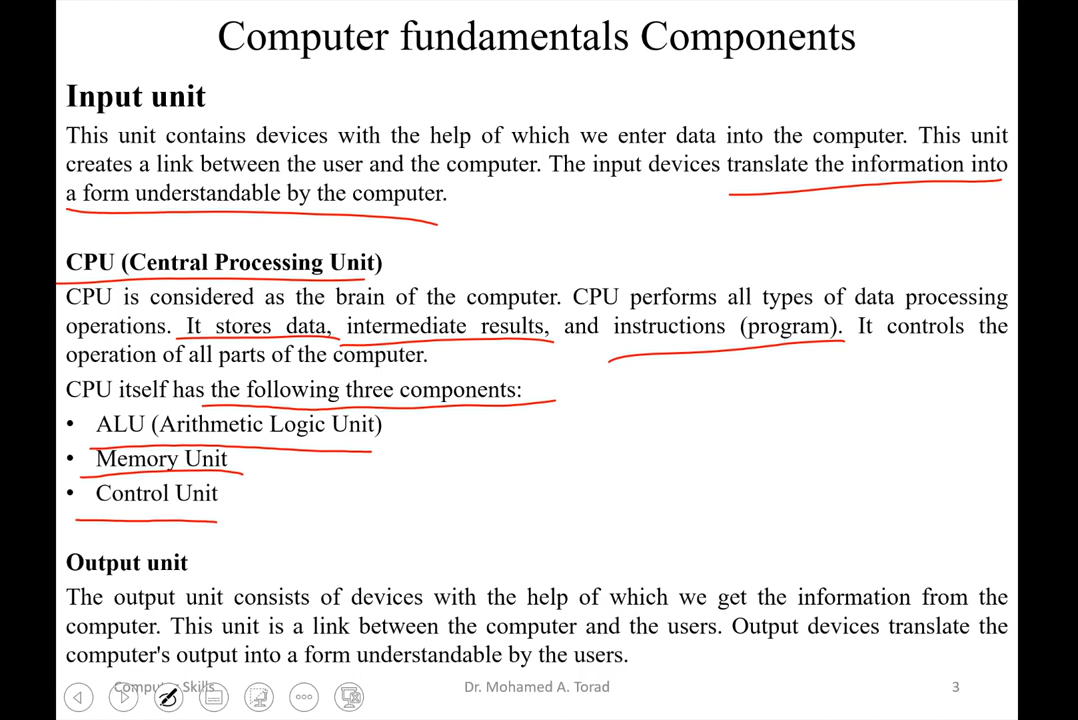 Computer fundamentals Components
Input unit
This unit contains devices with the help of which we enter data into the computer. This unit
creates a link between the user and the computer. The input devices translate the information into
a form understandable by the computer.
CPU (Central Processing Unit)
CPU is considered as the brain of the computer. CPU performs all types of data processing
operations. It stores data, intermediate results, and instructions (program). It controls the
operation of all parts of the computer.
CPU itself has the following three components:
• ALU (Arithmetic Logic Unit)
• Memory Unit
• Control Unit
Output unit
The output unit consists of devices with the help of which we get the information from the
computer. This unit is a link between the computer and the users. Output devices translate the
computer's output into a form understandable by the users.
Computer Skills Dr. Mohamed A. Torad 3